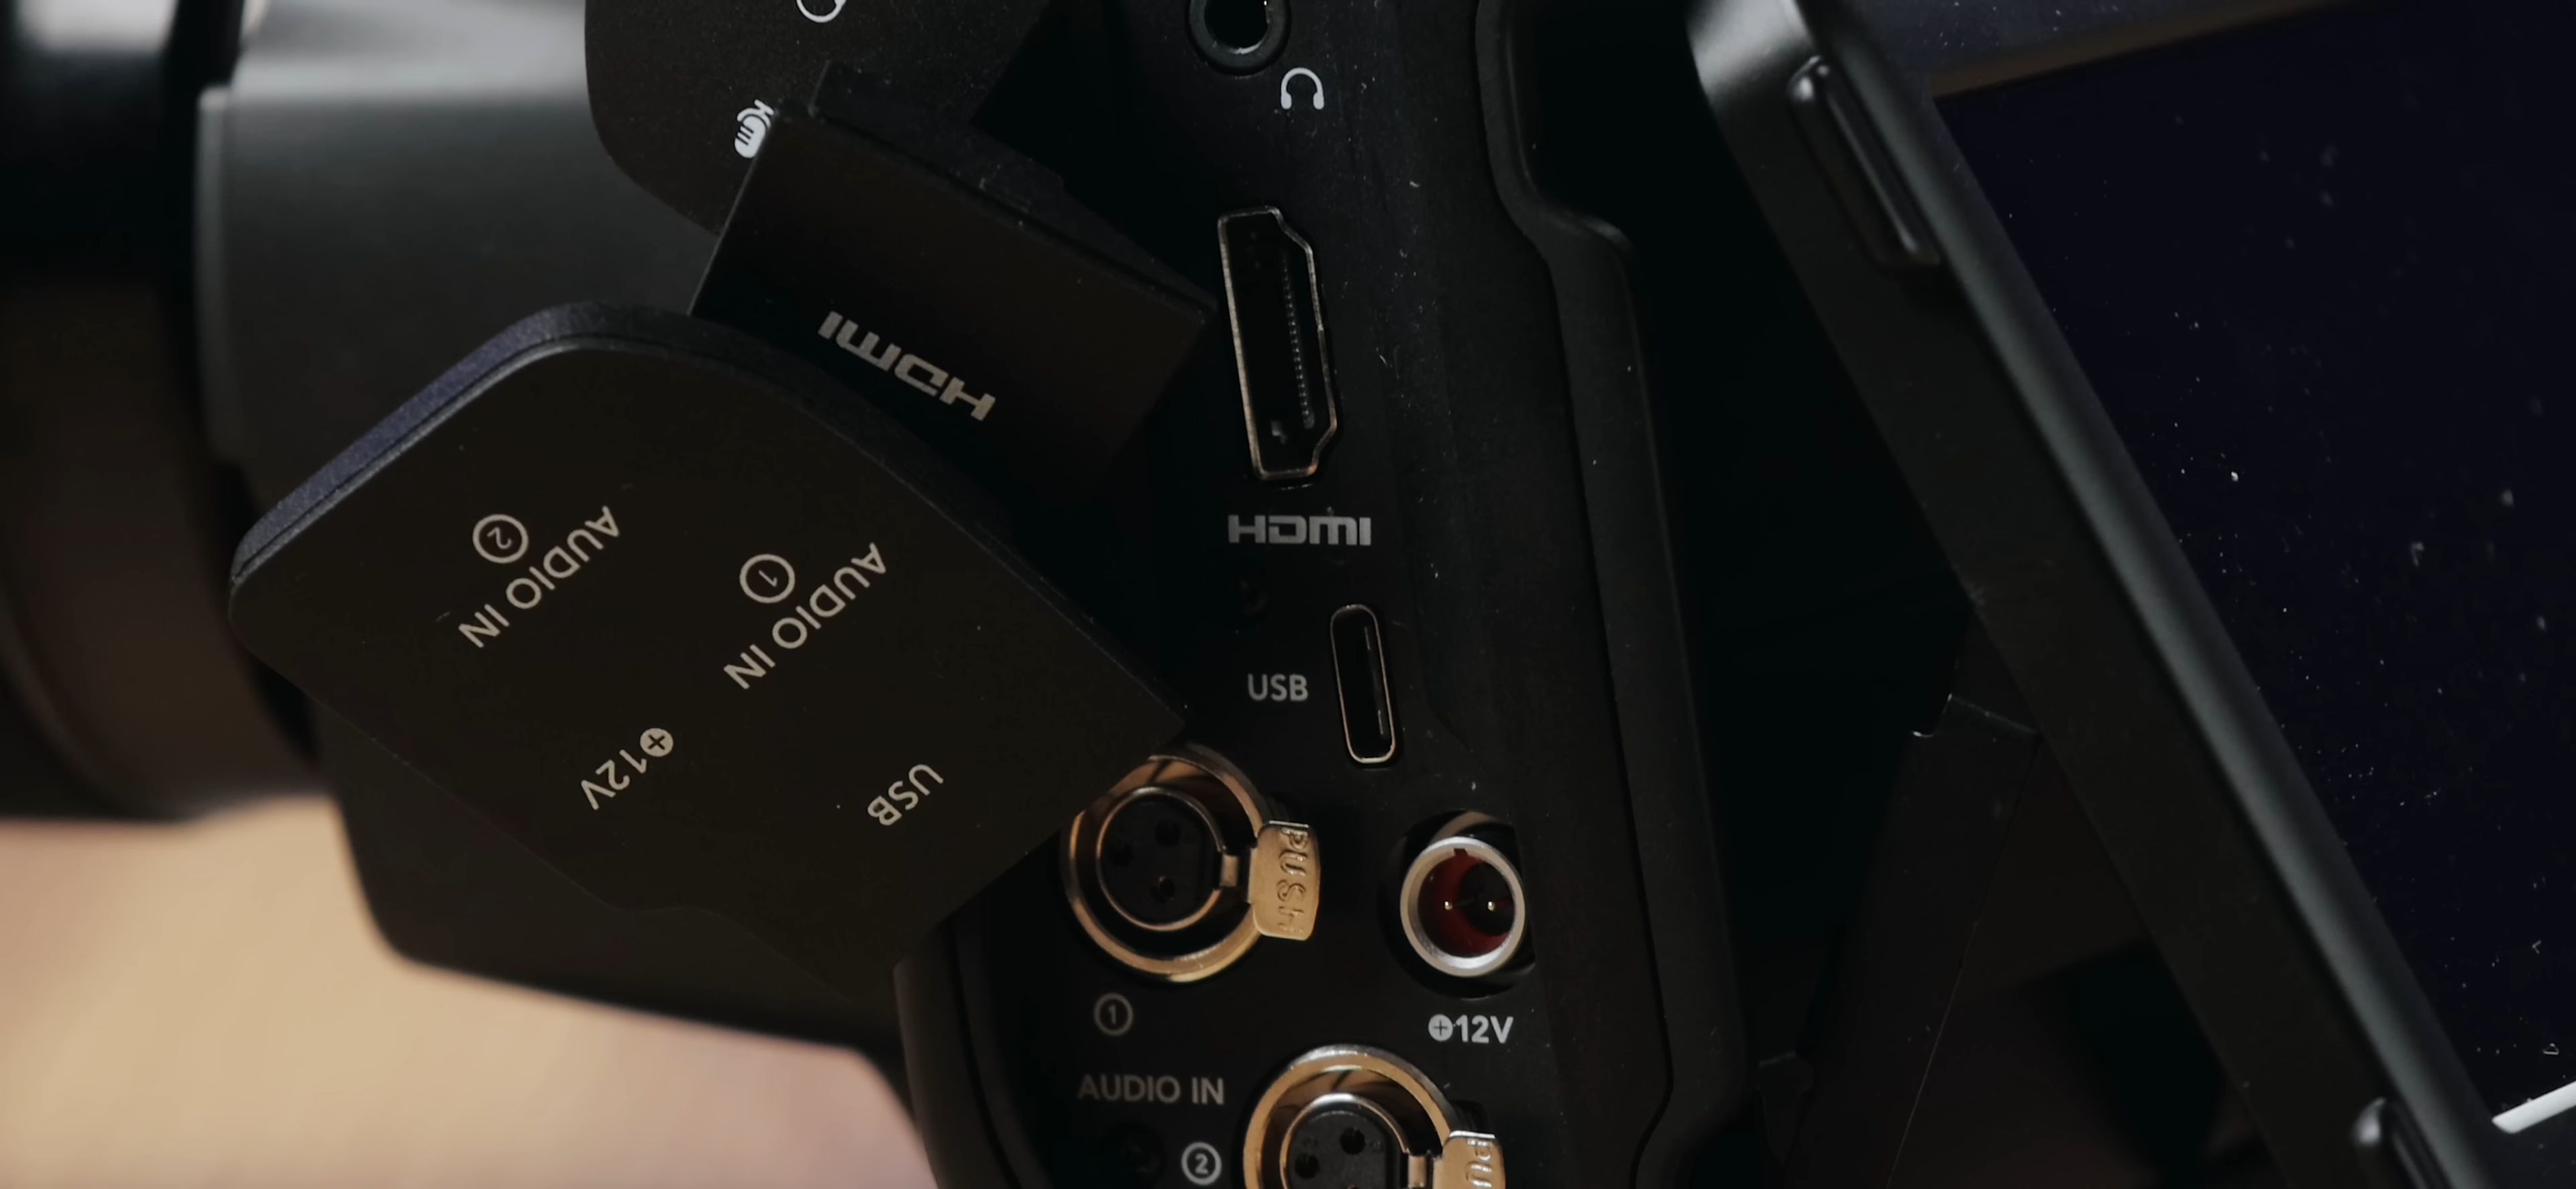 HDMI
HDMI
AUDIO IN
2
AUDIO IN
1
⊕12V
USB
USB
PUSH
1
⊕12V
AUDIO IN
2